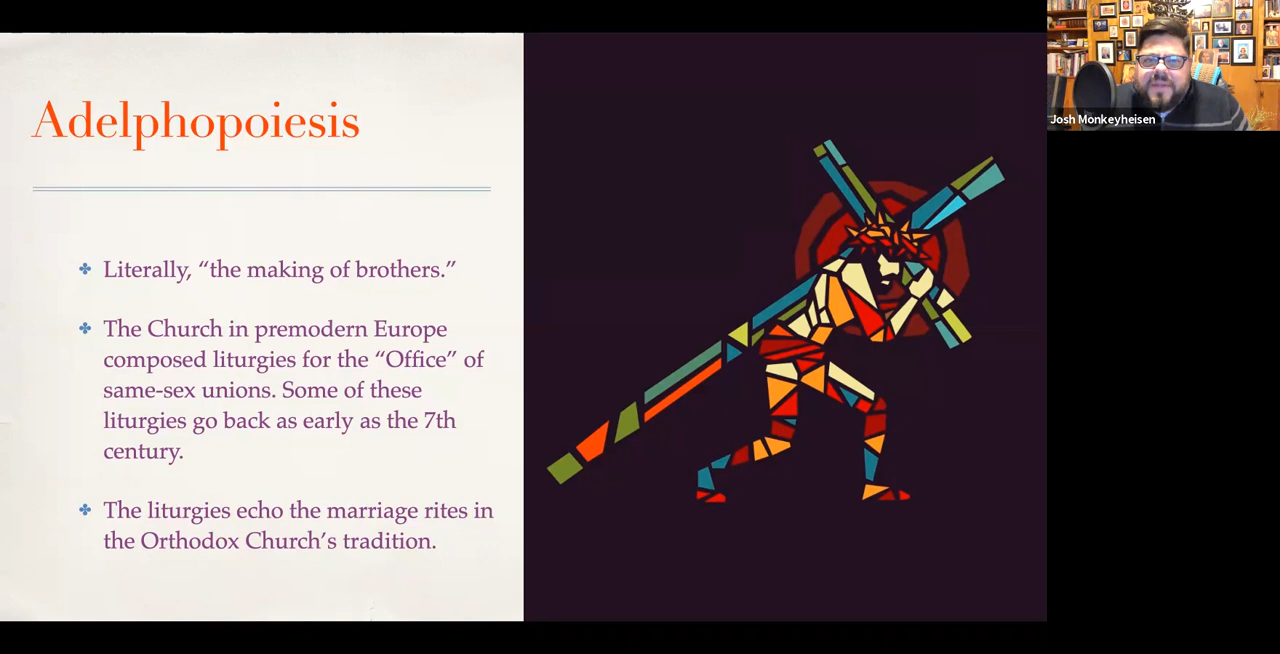 Adelphopoiesis
Literally, “the making of brothers.”
The Church in premodern Europe
composed liturgies for the “Office” of
same-sex unions. Some of these
liturgies go back as early as the 7th
century.
The liturgies echo the marriage rites in
the Orthodox Church’s tradition.
Josh Monkeyheisen